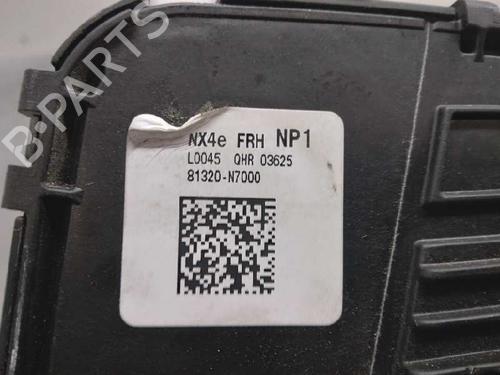 B-PARTS
NX4e FRH NP1
L0045 QHR 03625
81320-N7000